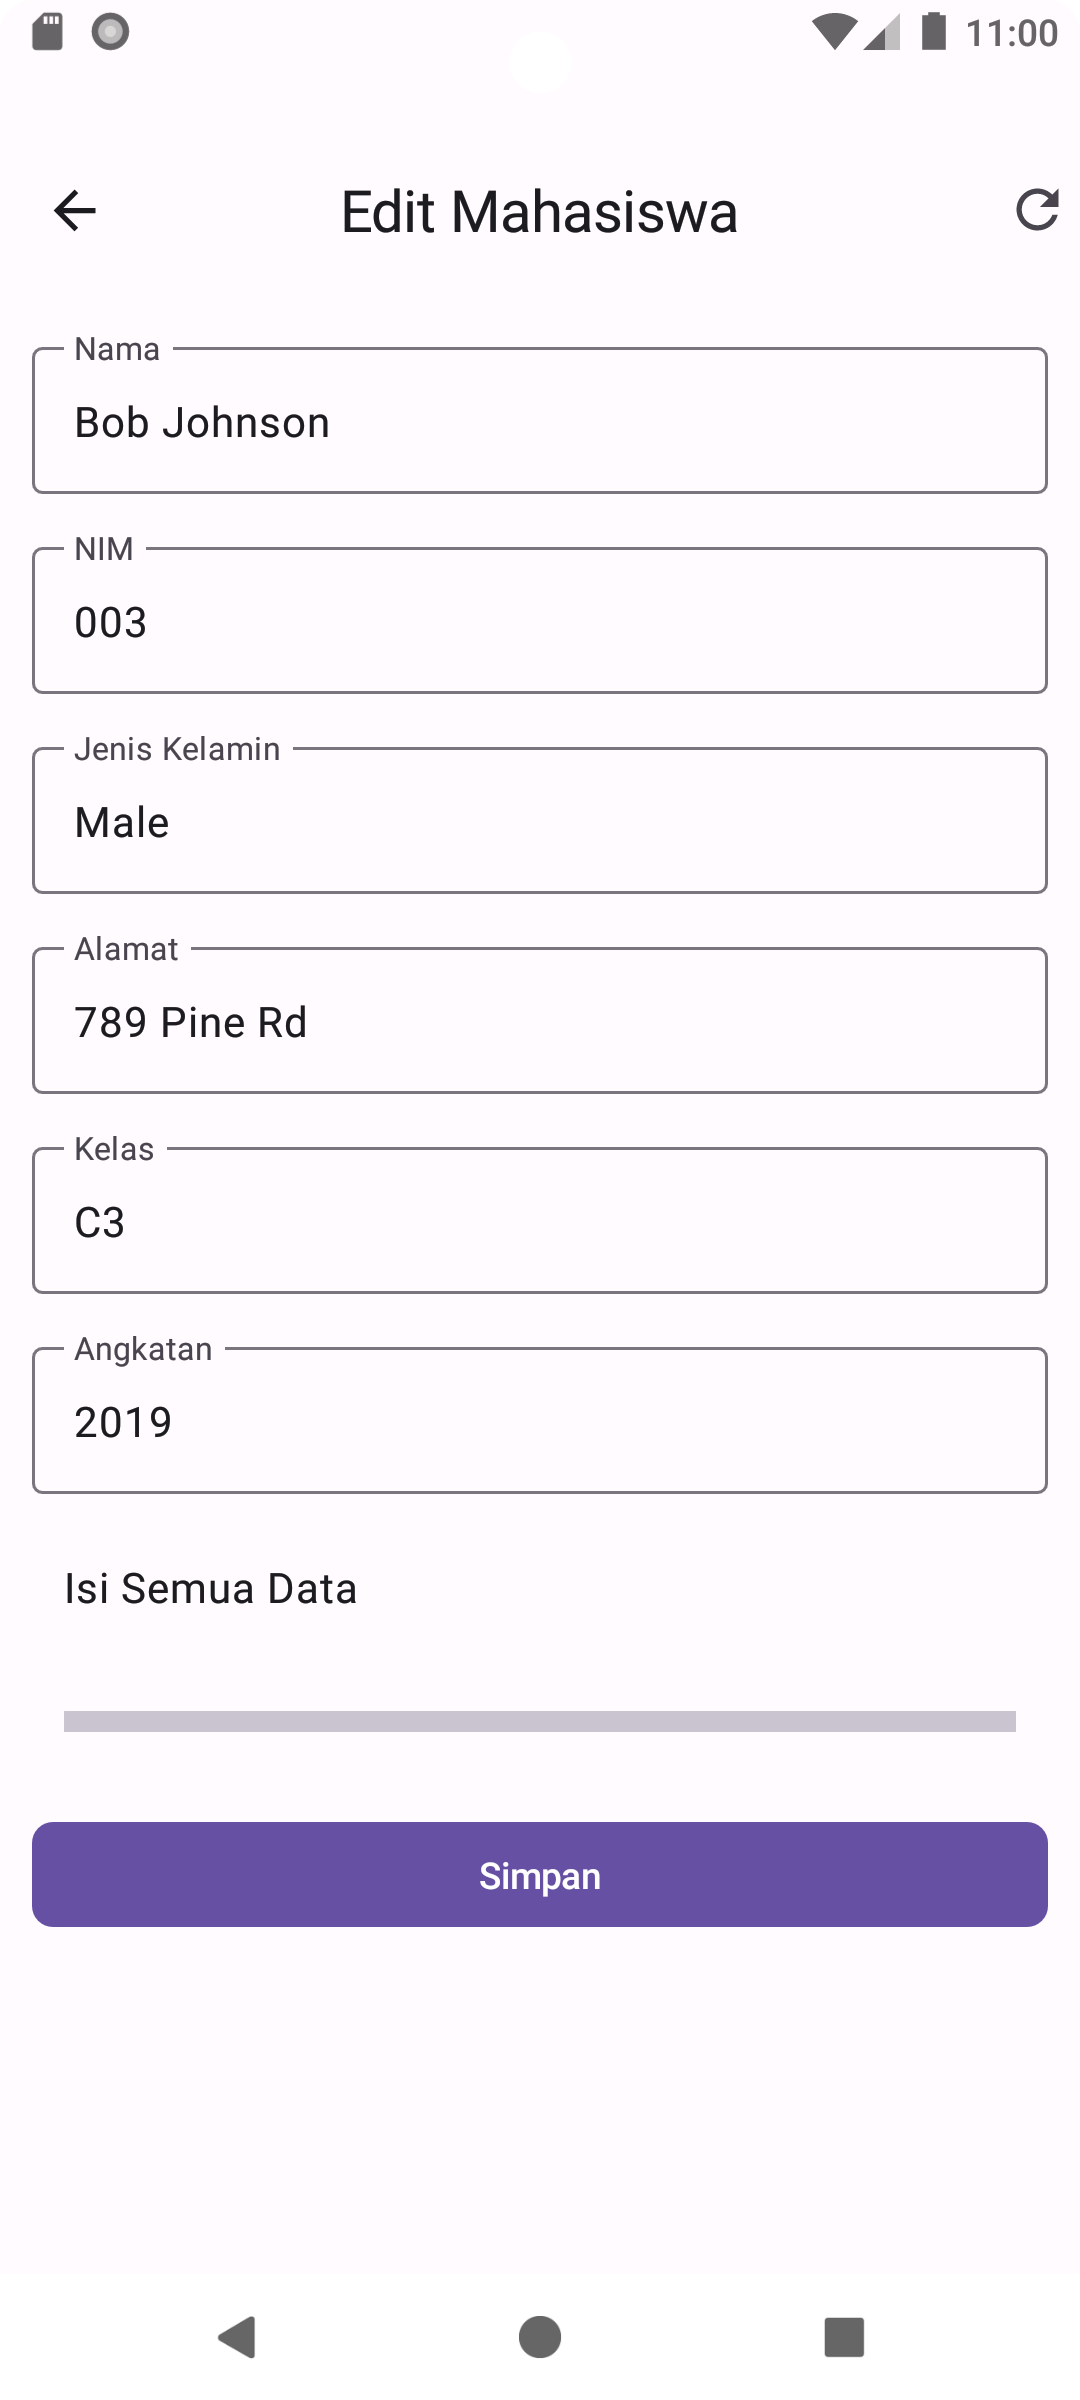 11:00
Edit Mahasiswa
Nama
Bob Johnson
NIM
003
Jenis Kelamin
Male
Alamat
789 Pine Rd
Kelas
C3
Angkatan
2019
Isi Semua Data
Simpan